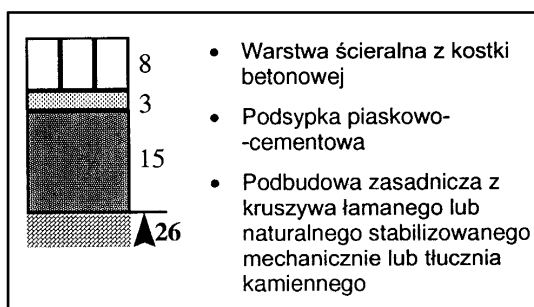 8
3
15
26
• Warstwa ścieralna z kostki
betonowej
• Podsypka piaskowo-
-cementowa
• Podbudowa zasadnicza z
kruszywa łamanego lub
naturalnego stabilizowanego
mechanicznie lub tłucznia
kamiennego